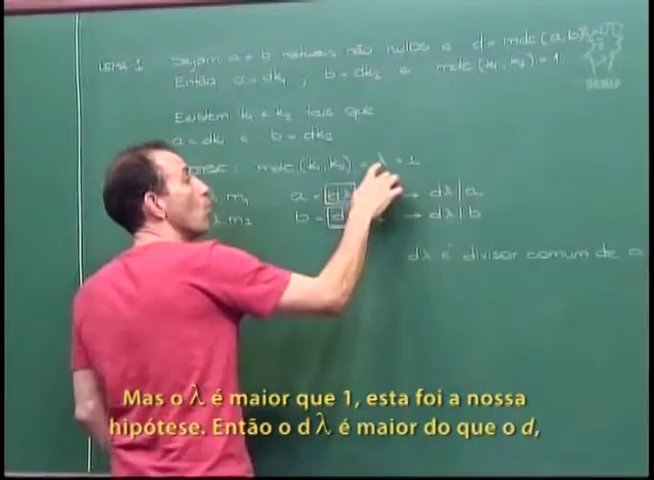 LEMA 1: Sejam a e b naturais não nulos e d = mdc(a,b)
Então a = dk₁, b = dk₂ e mdc(k₁, k₂) = 1.
OBMEP
Existem k₁ e k₂ tais que
a = dk₁ e b = dk₂
mdc(k₁, k₂) = λ = 1
m₁ a = dλ → dλ | a
λ.m₂ b = → dλ | b
dλ é divisor comum de a
Mas o λ é maior que 1, esta foi a nossa
hipótese. Então o dλ é maior do que o d,